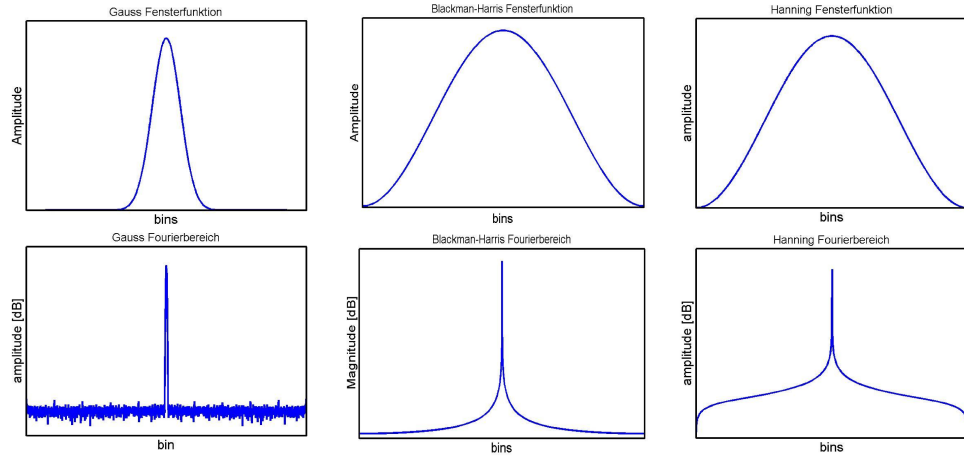 Gauss Fensterfunktion
Amplitude
bins
Blackman-Harris Fensterfunktion
Amplitude
bins
Hanning Fensterfunktion
amplitude
bins
Gauss Fourierbereich
amplitude [dB]
bin
Blackman-Harris Fourierbereich
Magnitude [dB]
bins
Hanning Fourierbereich
amplitude [dB]
bins